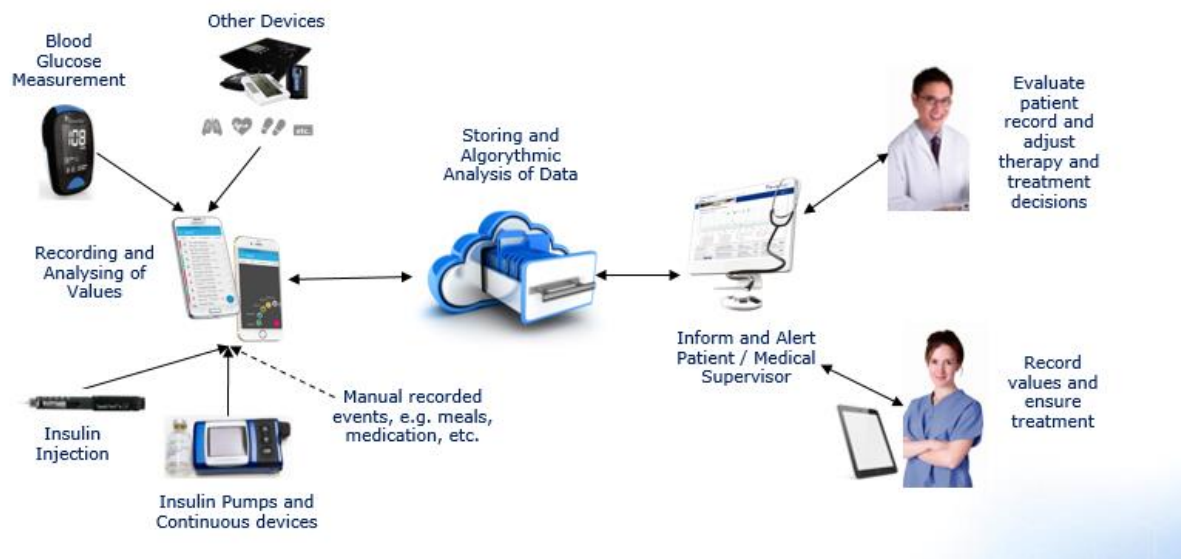 Other Devices
Blood
Glucose
Measurement
108
etc.
Storing and
Algorythmic
Analysis of Data
Evaluate
patient
record and
adjust
therapy and
treatment
decisions
Recording and
Analysing of
Values
Inform and Alert
Patient / Medical
Supervisor
Record
values and
ensure
treatment
Manual recorded
events, e.g. meals,
medication, etc.
Insulin
Injection
Insulin Pumps and
Continuous devices